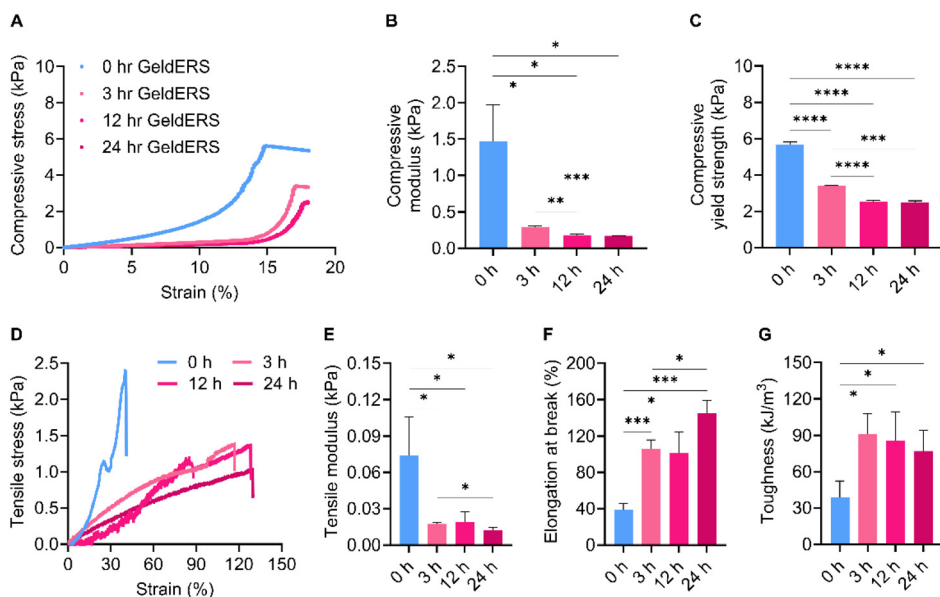 A
Compressive stress (kPa)
10
8
6
4
2
0
0 hr GeldERS
3 hr GeldERS
12 hr GeldERS
24 hr GeldERS
0 5 10 15 20
Strain (%)
B
Compressive
modulus (kPa)
2.5
2.0
1.5
1.0
0.5
0.0
*
*
*
***
**
0 h 3 h 12 h 24 h
C
Compressive
yield strength (kPa)
10
8
6
4
2
0
****
****
**** ***
****
0 h 3 h 12 h 24 h
D
Tensile stress (kPa)
2.5
2.0
1.5
1.0
0.5
0.0
0 h 3 h
12 h 24 h
0 30 60 90 120 150
Strain (%)
E
Tensile modulus (kPa)
0.15
0.12
0.09
0.06
0.03
0.00
*
*
*
*
0 h 3 h 12 h 24 h
F
Elongation at break (%)
200
160
120
80
40
0
*
***
*
***
0 h 3 h 12 h 24 h
G
Toughness (kJ/m³)
150
120
90
60
30
0
*
*
*
0 h 3 h 12 h 24 h